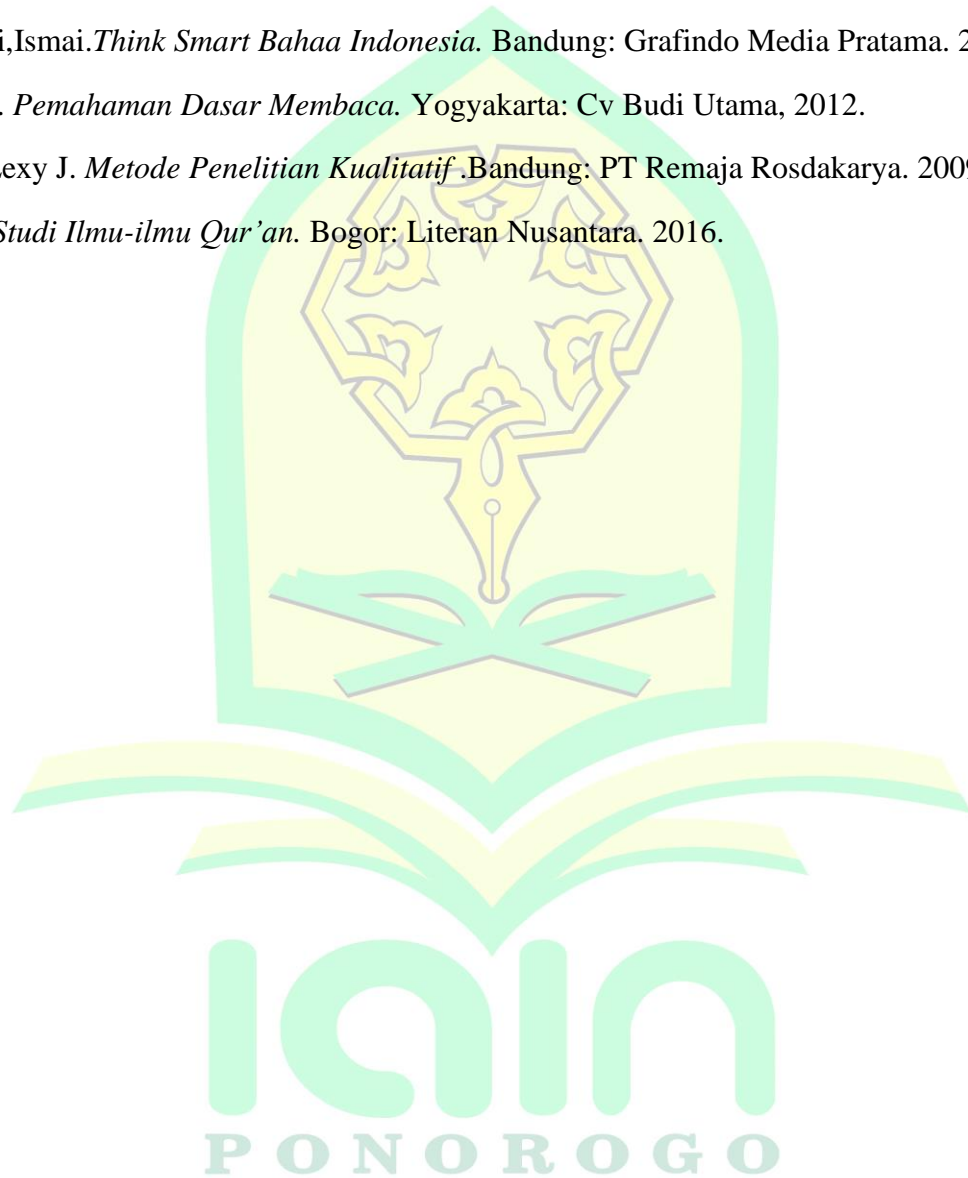 i,Ismai.Think Smart Bahaa Indonesia. Bandung: Grafindo Media Pratama. 2
. Pemahaman Dasar Membaca. Yogyakarta: Cv Budi Utama, 2012.
exy J. Metode Penelitian Kualitatif .Bandung: PT Remaja Rosdakarya. 2009
Studi Ilmu-ilmu Qur’an. Bogor: Literan Nusantara. 2016.
iain
PONOROGO